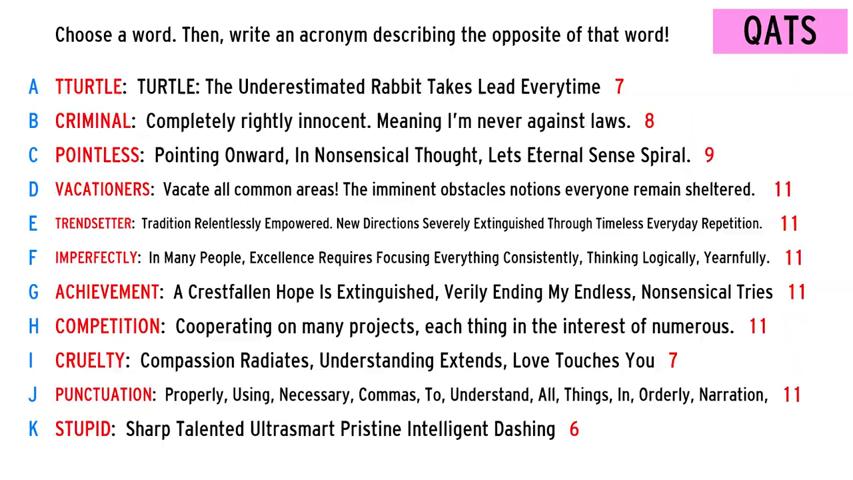 Choose a word. Then, write an acronym describing the opposite of that word!
QATS
A TTURTLE: TURTLE: The Underestimated Rabbit Takes Lead Everytime 7
B CRIMINAL: Completely rightly innocent. Meaning I'm never against laws. 8
C POINTLESS: Pointing Onward, In Nonsensical Thought, Lets Eternal Sense Spiral. 9
D VACATIONERS: Vacate all common areas! The imminent obstacles notions everyone remain sheltered. 11
E TRENDSETTER: Tradition Relentlessly Empowered. New Directions Severely Extinguished Through Timeless Everyday Repetition. 11
F IMPERFECTLY: In Many People, Excellence Requires Focusing Everything Consistently, Thinking Logically, Yearnfully. 11
G ACHIEVEMENT: A Crestfallen Hope Is Extinguished, Verily Ending My Endless, Nonsensical Tries 11
H COMPETITION: Cooperating on many projects, each thing in the interest of numerous. 11
I CRUELTY: Compassion Radiates, Understanding Extends, Love Touches You 7
J PUNCTUATION: Properly, Using, Necessary, Commas, To, Understand, All, Things, In, Orderly, Narration, 11
K STUPID: Sharp Talented Ultrasmart Pristine Intelligent Dashing 6